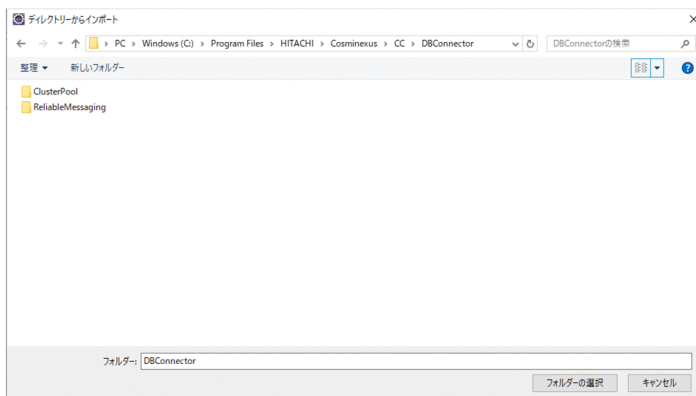 ディレクトリーからインポート
PC > Windows (C:) > Program Files > HITACHI > Cosminexus > CC > DBConnector
DBConnectorの検索
整理 新しいフォルダー
ClusterPool
ReliableMessaging
フォルダー: DBConnector
フォルダーの選択 キャンセル